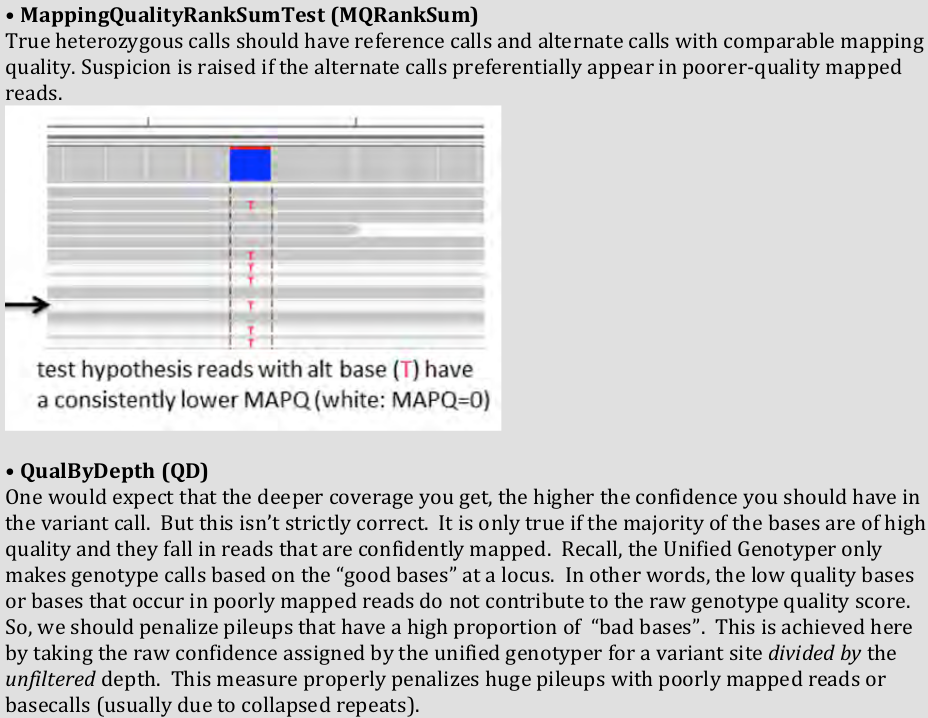 • MappingQualityRankSumTest (MQRankSum)
True heterozygous calls should have reference calls and alternate calls with comparable mapping
quality. Suspicion is raised if the alternate calls preferentially appear in poorer-quality mapped
reads.
T
T
T
T
T
T
T
test hypothesis reads with alt base (T) have
a consistently lower MAPQ (white: MAPQ=0)
• QualByDepth (QD)
One would expect that the deeper coverage you get, the higher the confidence you should have in
the variant call.  But this isn’t strictly correct.  It is only true if the majority of the bases are of high
quality and they fall in reads that are confidently mapped.  Recall, the Unified Genotyper only
makes genotype calls based on the “good bases” at a locus.  In other words, the low quality bases
or bases that occur in poorly mapped reads do not contribute to the raw genotype quality score.
So, we should penalize pileups that have a high proportion of  “bad bases”.  This is achieved here
by taking the raw confidence assigned by the unified genotyper for a variant site divided by the
unfiltered depth.  This measure properly penalizes huge pileups with poorly mapped reads or
basecalls (usually due to collapsed repeats).